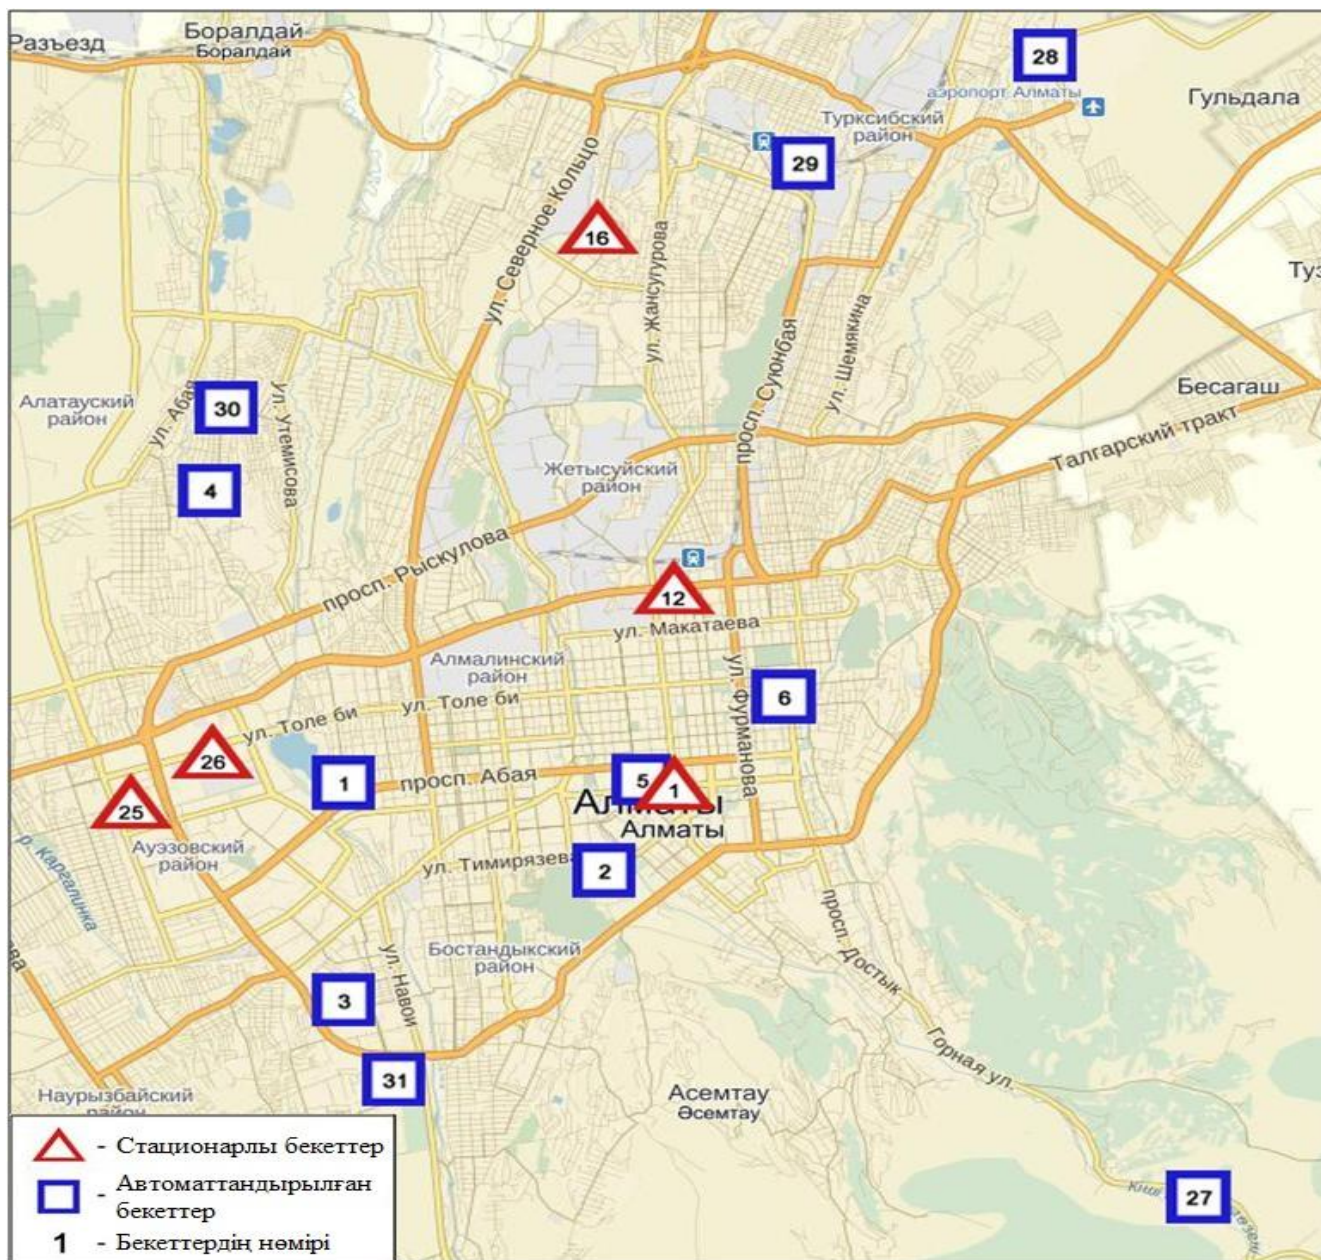 Разъезд
Боралдай
Боралдай
28
аэропорт Алматы
Гульдала
Турксибский
район
29
ул. Северное Кольцо
16
ул. Жансугурова
просп. Суюнбая
ул. Шемякина
Алатауский
район
ул. Абая
30
ул. Утемисова
4
Бесагаш
Талгарский тракт
Жетысуйский
район
просп. Рыскулова
12
ул. Макатаева
Алмалинский
район
ул. Толе би
ул. Толе би
ул. Фурманова
6
26
25
1
просп. Абая
5
1
Алматы
Алматы
Ауэзовский
район
р. Каргалинка
ул. Тимирязева
2
Бостандыкский
район
просп. Достык
ул. Навои
3
31
Горная ул.
Асемтау
Әсемтау
Наурызбайский
район
27
- Стационарлы бекеттер
- Автоматтандырылған
бекеттер
1 - Бекеттердің нөмірі